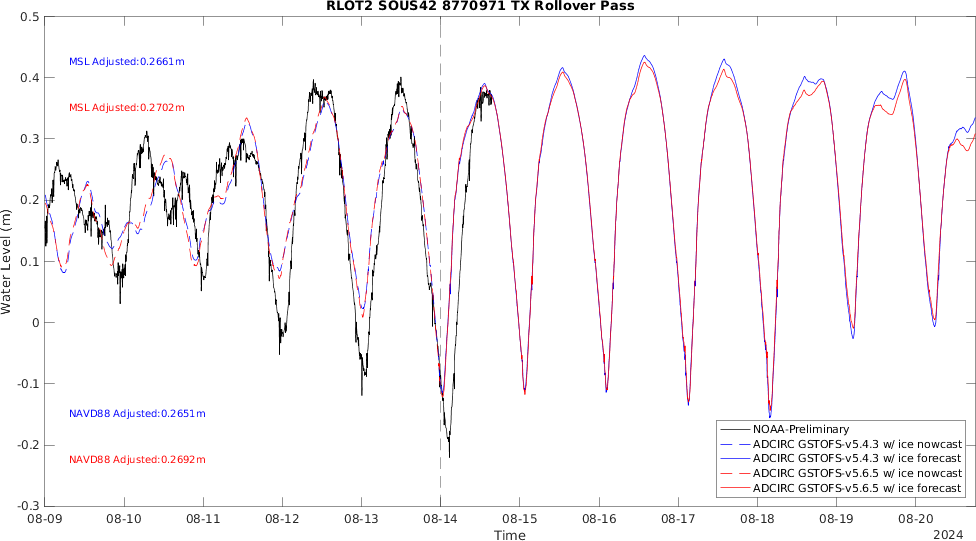 RLOT2 SOUS42 8770971 TX Rollover Pass
0.5
0.4
0.3
0.2
0.1
0
-0.1
-0.2
-0.3
Water Level (m)
MSL Adjusted:0.2661m
MSL Adjusted:0.2702m
NAVD88 Adjusted:0.2651m
NAVD88 Adjusted:0.2692m
NOAA-Preliminary
ADCIRC GSTOFS-v5.4.3 w/ ice nowcast
ADCIRC GSTOFS-v5.4.3 w/ ice forecast
ADCIRC GSTOFS-v5.6.5 w/ ice nowcast
ADCIRC GSTOFS-v5.6.5 w/ ice forecast
08-09 08-10 08-11 08-12 08-13 08-14 08-15 08-16 08-17 08-18 08-19 08-20
Time
2024